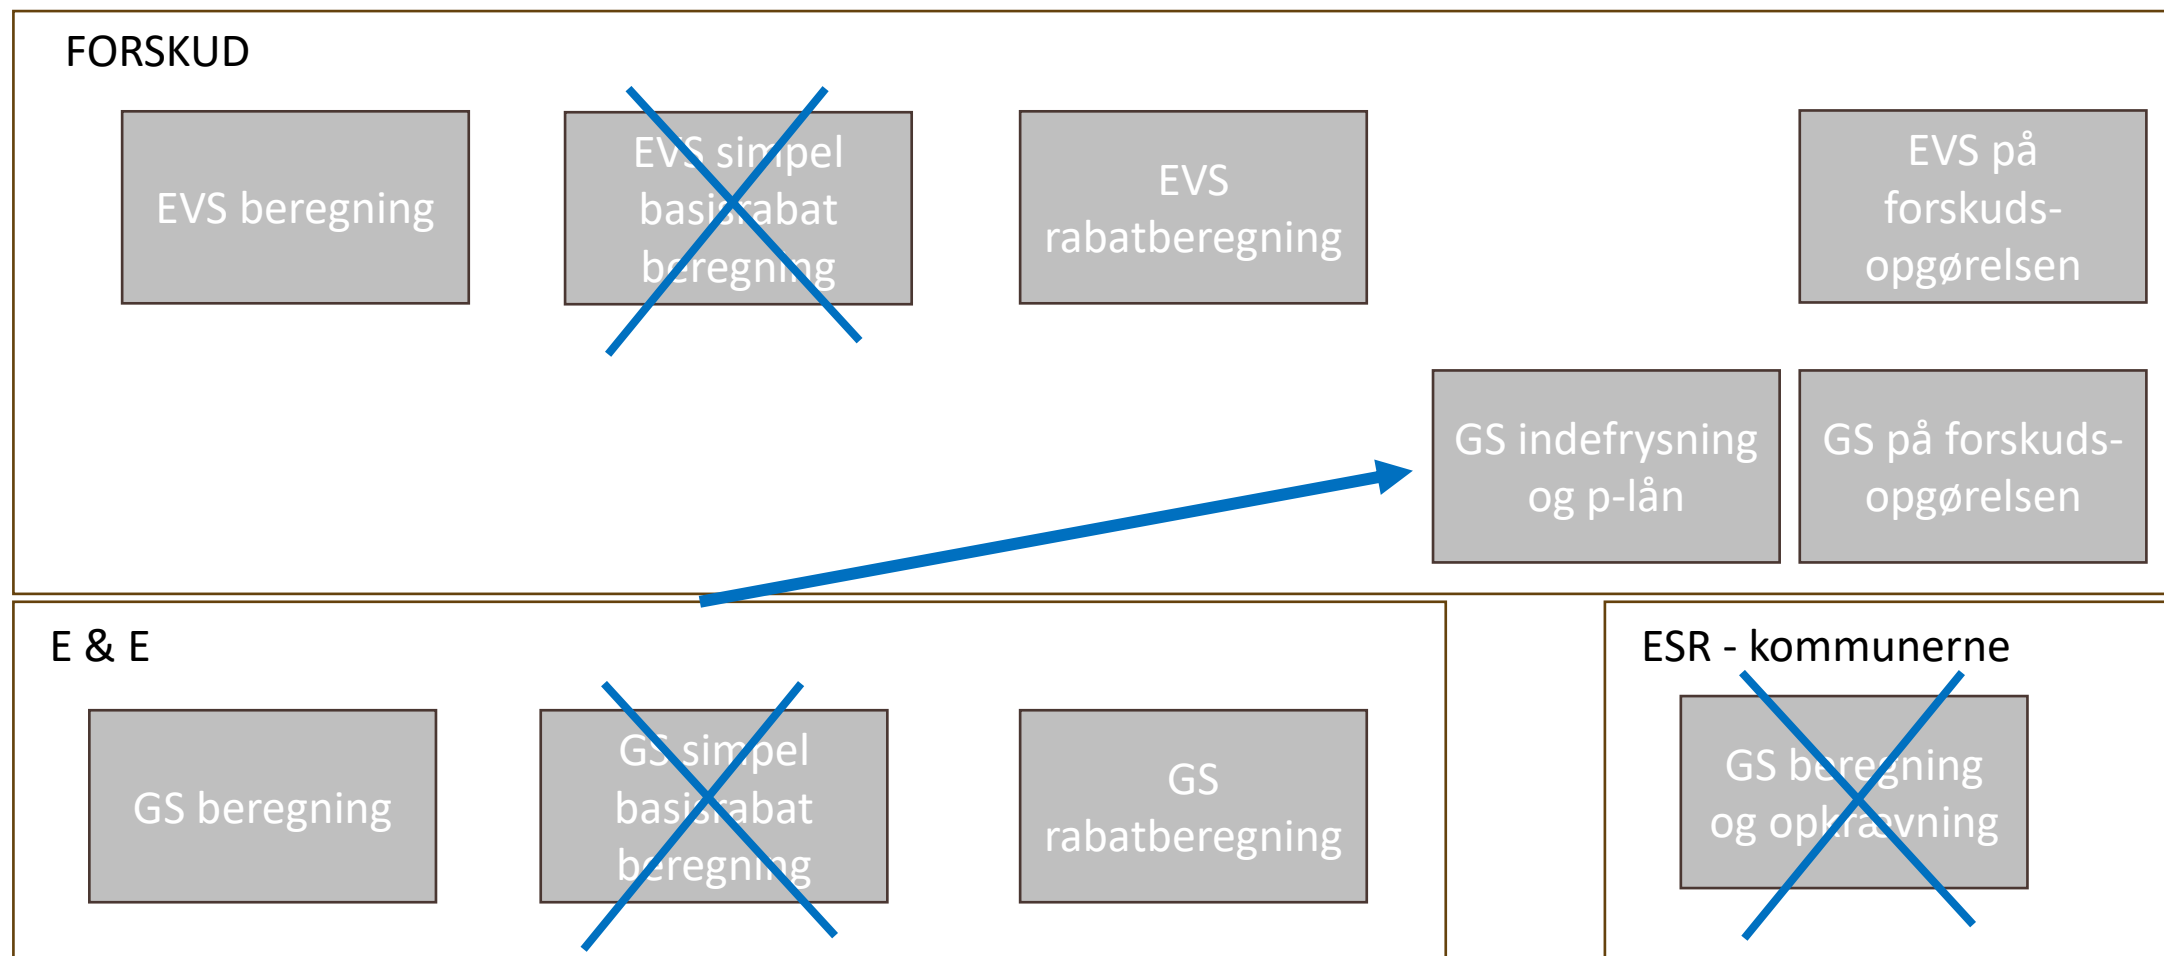 FORSKUD
EVS beregning
EVS simpel
basisrabat
beregning
EVS
rabatberegning
EVS på
forskuds-
opgørelsen
GS indefrysning
og p-lån
GS på forskuds-
opgørelsen
E & E
GS beregning
GS simpel
basisrabat
beregning
GS
rabatberegning
ESR - kommunerne
GS beregning
og opkrævning